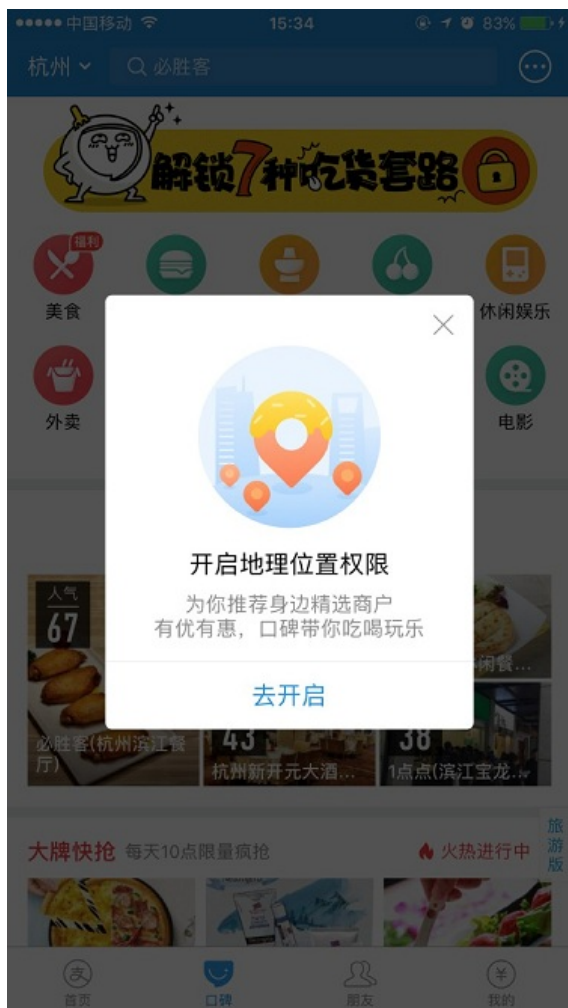 中国移动
15:34
83%
杭州
必胜客
解锁7种吃货套路
福利
美食
休闲娱乐
外卖
电影
开启地理位置权限
为你推荐身边精选商户
有优有惠，口碑带你吃喝玩乐
去开启
人气
67
闲餐...
43
38
必胜客(杭州滨江餐
厅)
杭州新开元大酒...
1点点(滨江宝龙...
旅游版
大牌快抢
每天10点限量疯抢
火热进行中
支
首页
口碑
朋友
¥
我的